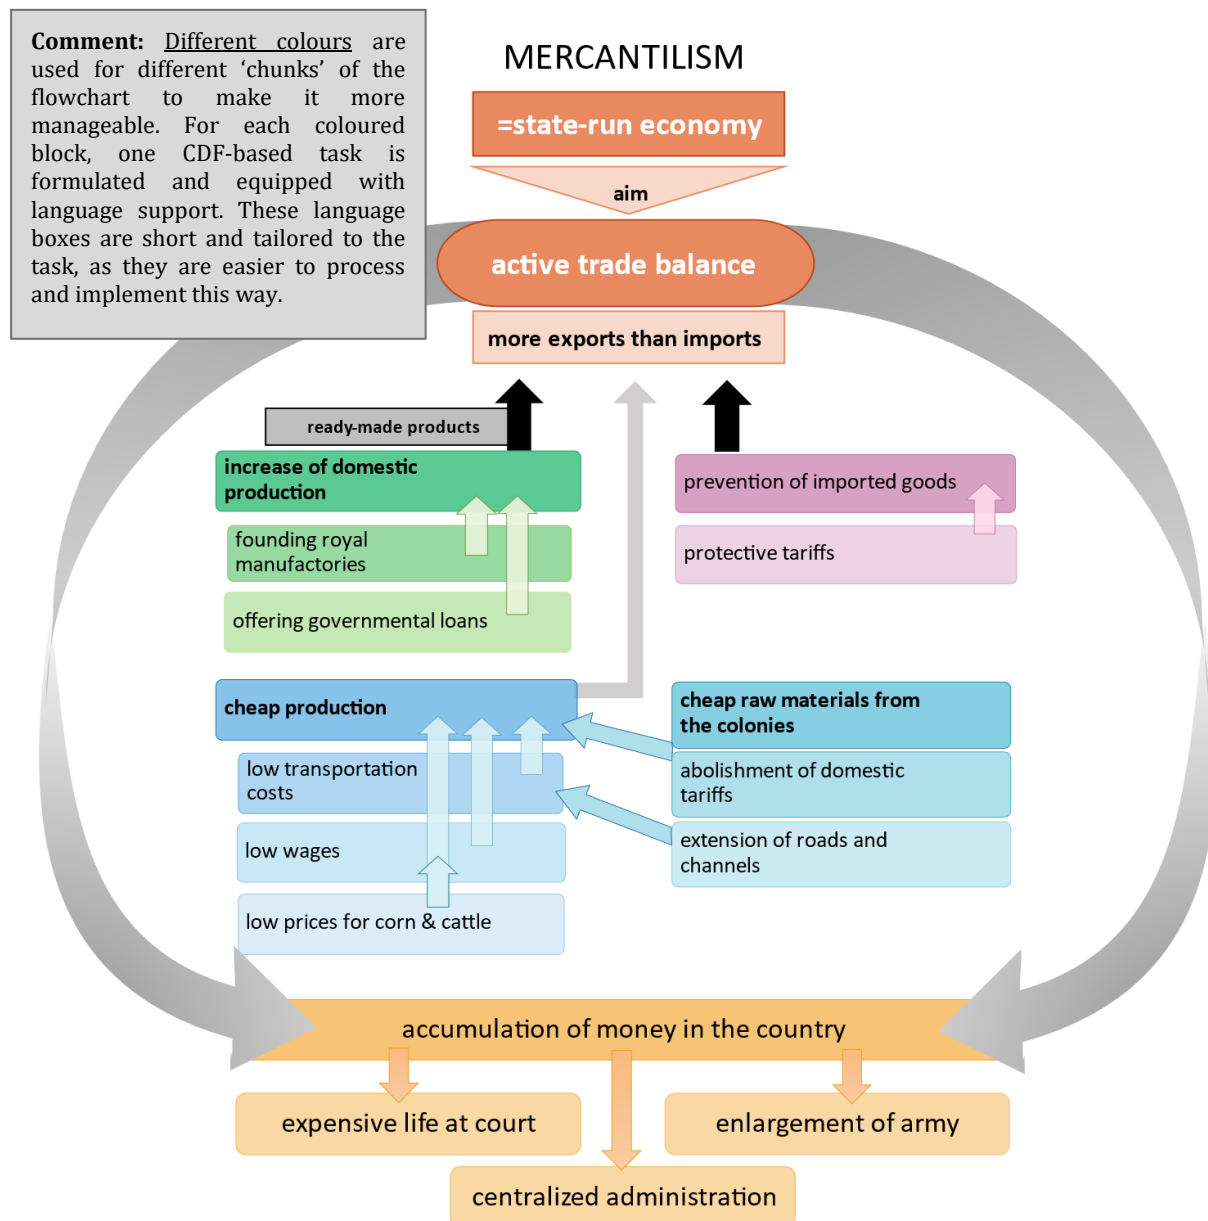 Comment: Different colours are
used for different ‘chunks’ of the
flowchart to make it more
manageable. For each coloured
block, one CDF-based task is
formulated and equipped with
language support. These language
boxes are short and tailored to the
task, as they are easier to process
and implement this way.
MERCANTILISM
=state-run economy
aim
active trade balance
more exports than imports
ready-made products
increase of domestic
production
founding royal
manufactories
offering governmental loans
prevention of imported goods
protective tariffs
cheap production
low transportation
costs
low wages
low prices for corn & cattle
cheap raw materials from
the colonies
abolishment of domestic
tariffs
extension of roads and
channels
accumulation of money in the country
expensive life at court
enlargement of army
centralized administration